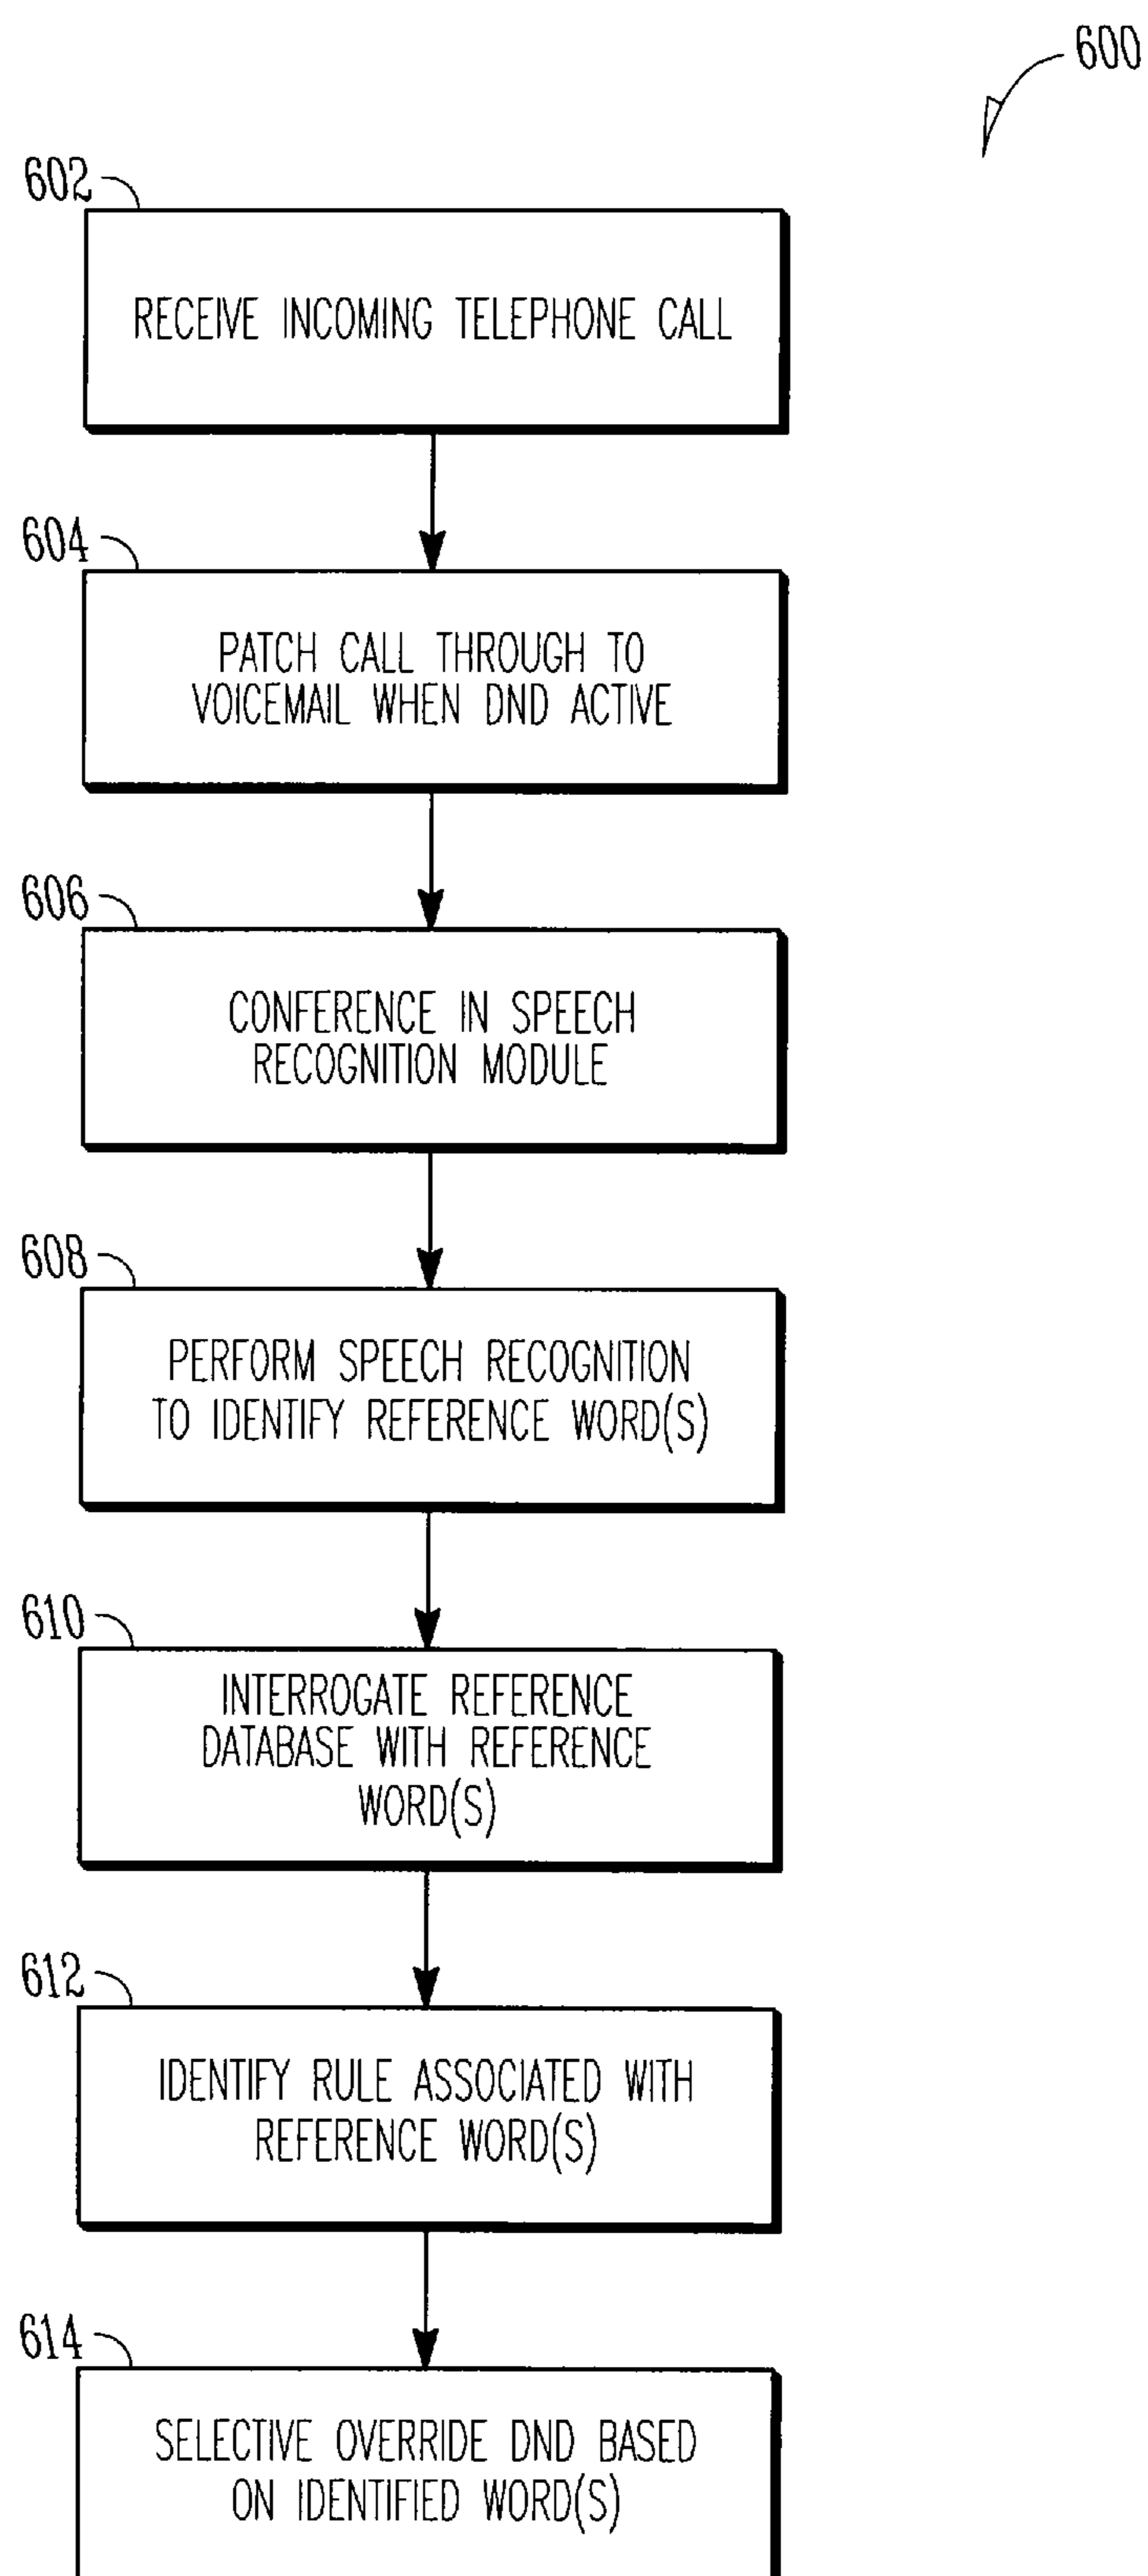 600
602
RECEIVE INCOMING TELEPHONE CALL
604
PATCH CALL THROUGH TO
VOICEMAIL WHEN DND ACTIVE
606
CONFERENCE IN SPEECH
RECOGNITION MODULE
608
PERFORM SPEECH RECOGNITION
TO IDENTIFY REFERENCE WORD(S)
610
INTERROGATE REFERENCE
DATABASE WITH REFERENCE
WORD(S)
612
IDENTIFY RULE ASSOCIATED WITH
REFERENCE WORD(S)
614
SELECTIVE OVERRIDE DND BASED
ON IDENTIFIED WORD(S)